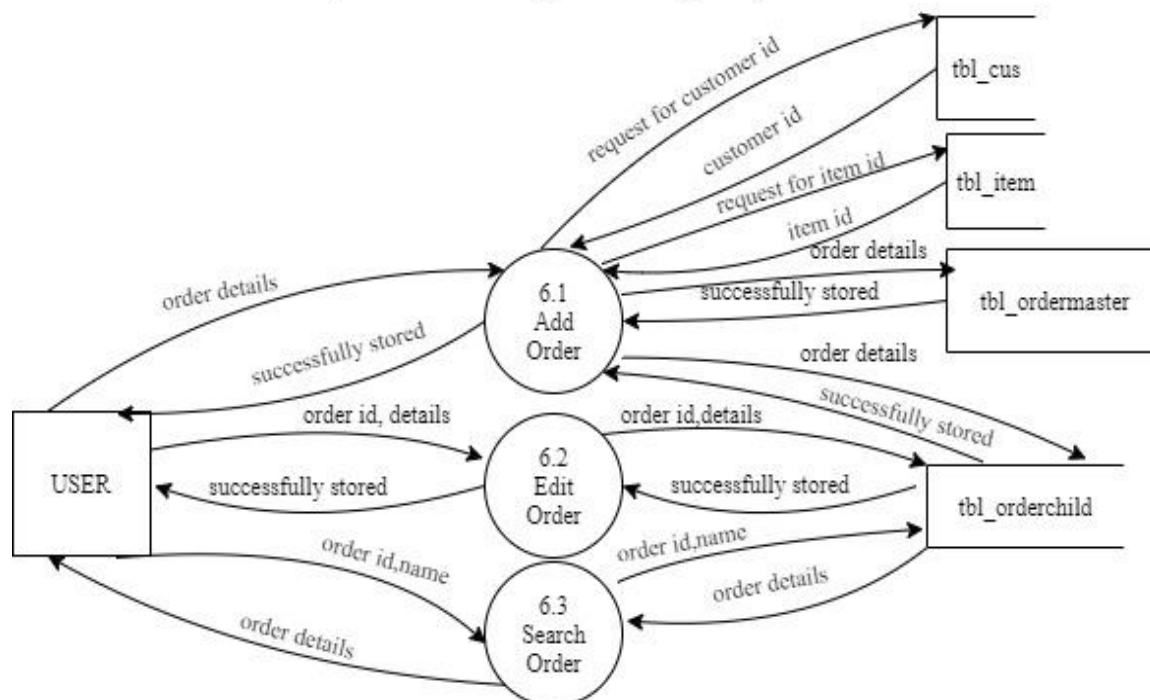 request for customer id
tbl_cus
customer id
request for item id
tbl_item
item id
order details
order details
6.1
Add
Order
successfully stored
tbl_ordermaster
successfully stored
order details
successfully stored
order id, details
order id,details
USER
6.2
Edit
Order
successfully stored
successfully stored
tbl_orderchild
order id,name
order id,name
6.3
Search
Order
order details
order details